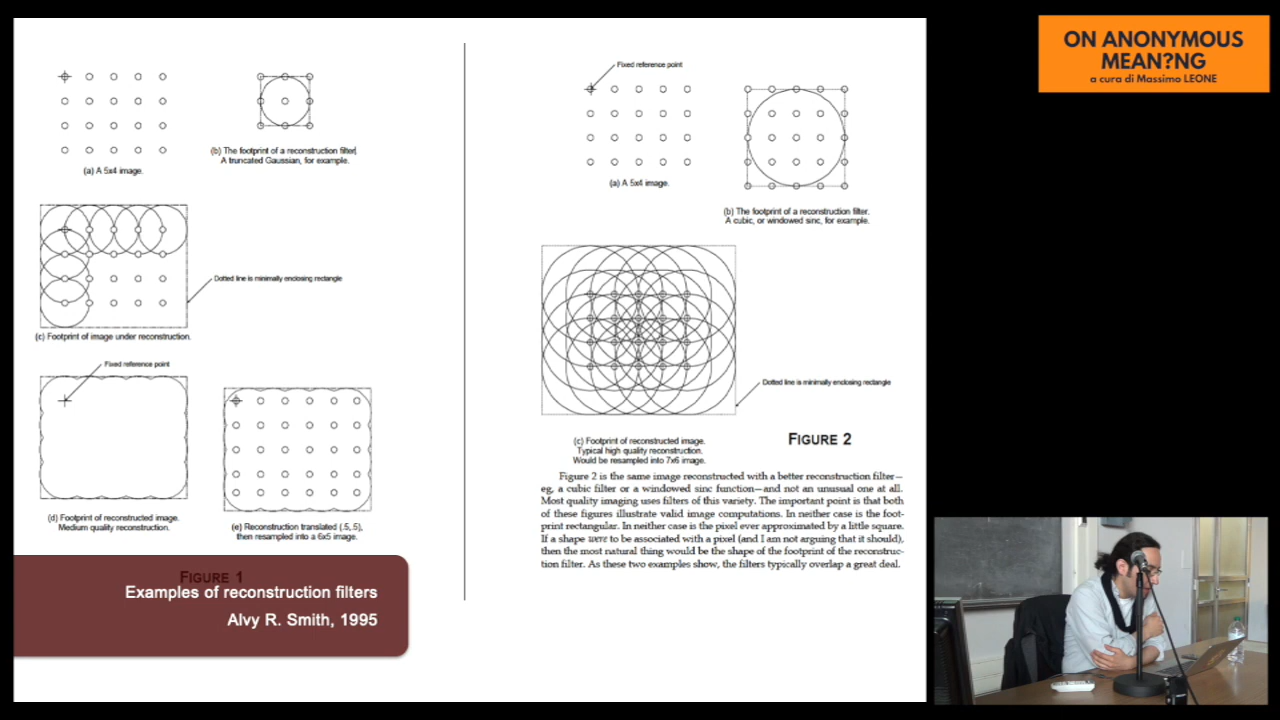 ON ANONYMOUS
MEAN?NG
a cura di Massimo LEONE
(a) A 5x4 image.
(b) The footprint of a reconstruction filter.
A truncated Gaussian, for example.
Dotted line is minimally enclosing rectangle
(c) Footprint of image under reconstruction.
Fixed reference point
(d) Footprint of reconstructed image.
Medium quality reconstruction.
(e) Reconstruction translated (.5,.5),
then resampled into a 6x5 image.
FIGURE 1
Examples of reconstruction filters
Alvy R. Smith, 1995
Fixed reference point
(a) A 5x4 image.
(b) The footprint of a reconstruction filter.
A cubic, or windowed sinc, for example.
Dotted line is minimally enclosing rectangle
(c) Footprint of reconstructed image.
Typical high quality reconstruction.
Would be resampled into 7x6 image.
FIGURE 2
Figure 2 is the same image reconstructed with a better reconstruction filter—
eg, a cubic filter or a windowed sinc function—and not an unusual one at all.
Most quality imaging uses filters of this variety. The important point is that both
of these figures illustrate valid image computations. In neither case is the foot-
print rectangular. In neither case is the pixel ever approximated by a little square.
If a shape were to be associated with a pixel (and I am not arguing that it should),
then the most natural thing would be the shape of the footprint of the reconstruc-
tion filter. As these two examples show, the filters typically overlap a great deal.